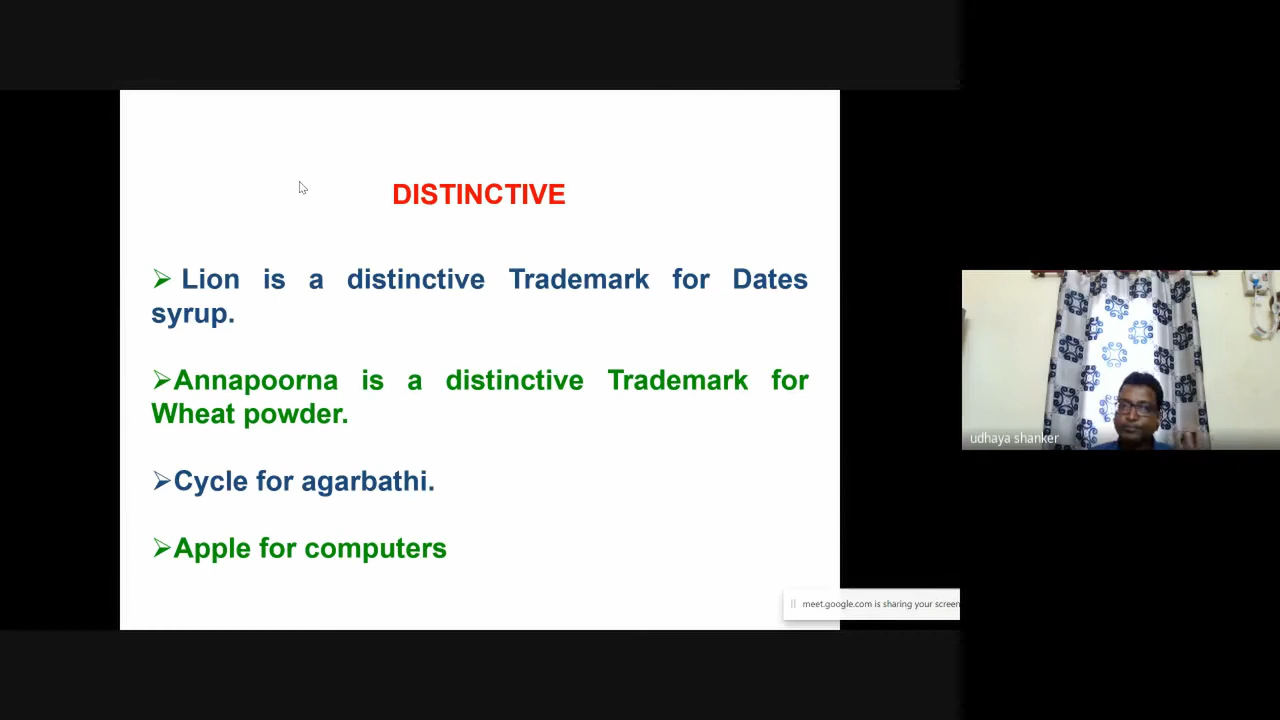 DISTINCTIVE
➢ Lion is a distinctive Trademark for Dates
syrup.
➢Annapoorna is a distinctive Trademark for
Wheat powder.
➢Cycle for agarbathi.
➢Apple for computers
meet.google.com is sharing your screen
udhaya shanker